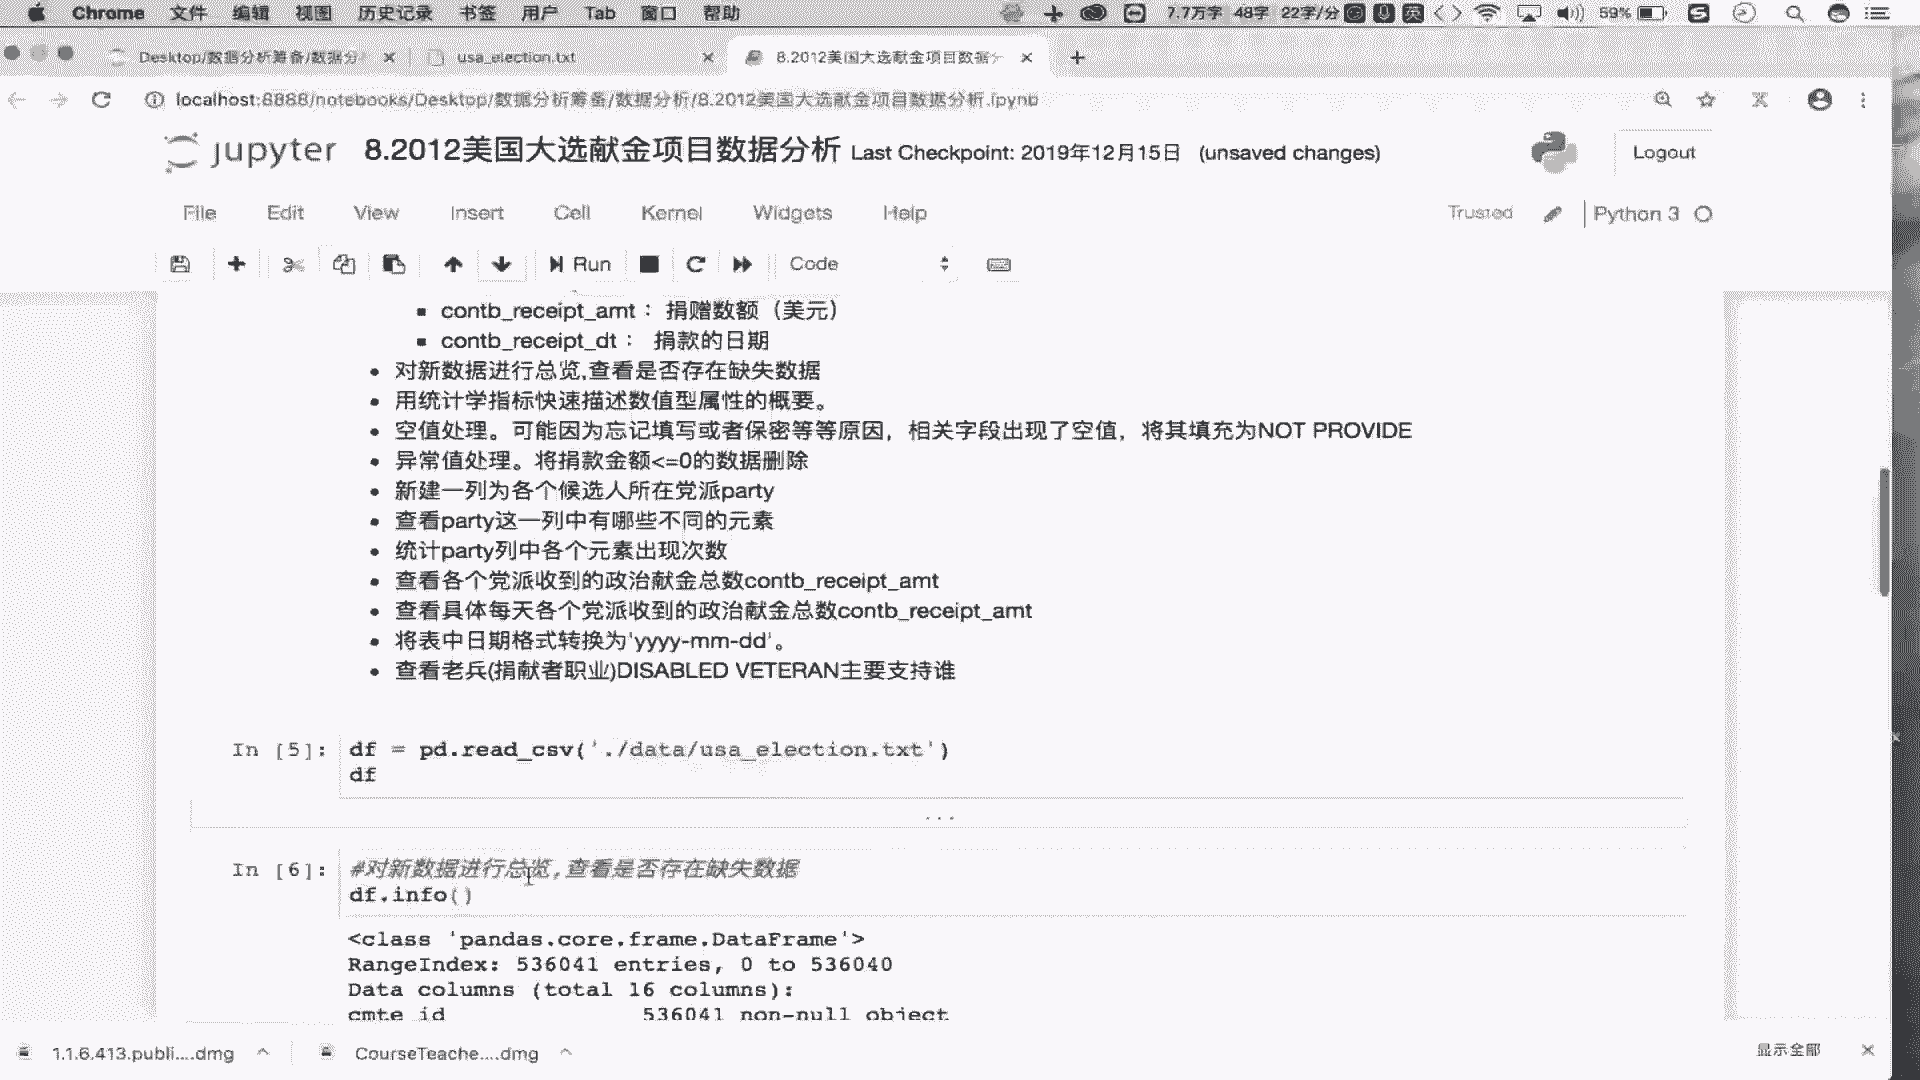 Chrome 文件 编辑 视图 历史记录 书签 用户 Tab 窗口 帮助 7.7万字 48字 22字/分 英 59%
Desktop/数据分析筹备/数据分 usa_election.txt 8.2012美国大选献金项目数据分
localhost:8888/notebooks/Desktop/数据分析筹备/数据分析/8.2012美国大选献金项目数据分析.ipynb
jupyter 8.2012美国大选献金项目数据分析 Last Checkpoint: 2019年12月15日 (unsaved changes) Logout
File Edit View Insert Cell Kernel Widgets Help Trusted Python 3
Run Code
contb_receipt_amt： 捐赠数额（美元）
contb_receipt_dt： 捐款的日期
对新数据进行总览,查看是否存在缺失数据
用统计学指标快速描述数值型属性的概要。
空值处理。可能因为忘记填写或者保密等等原因，相关字段出现了空值，将其填充为NOT PROVIDE
异常值处理。将捐款金额<=0的数据删除
新建一列为各个候选人所在党派party
查看party这一列中有哪些不同的元素
统计party列中各个元素出现次数
查看各个党派收到的政治献金总数contb_receipt_amt
查看具体每天各个党派收到的政治献金总数contb_receipt_amt
将表中日期格式转换为'yyyy-mm-dd'。
查看老兵(捐献者职业)DISABLED VETERAN主要支持谁
In [5]: df = pd.read_csv('./data/usa_election.txt')
df
...
In [6]: #对新数据进行总览,查看是否存在缺失数据
df.info()
<class 'pandas.core.frame.DataFrame'>
RangeIndex: 536041 entries, 0 to 536040
Data columns (total 16 columns):
cmte_id 536041 non-null object
1.1.6.413.publi....dmg CourseTeache....dmg 显示全部